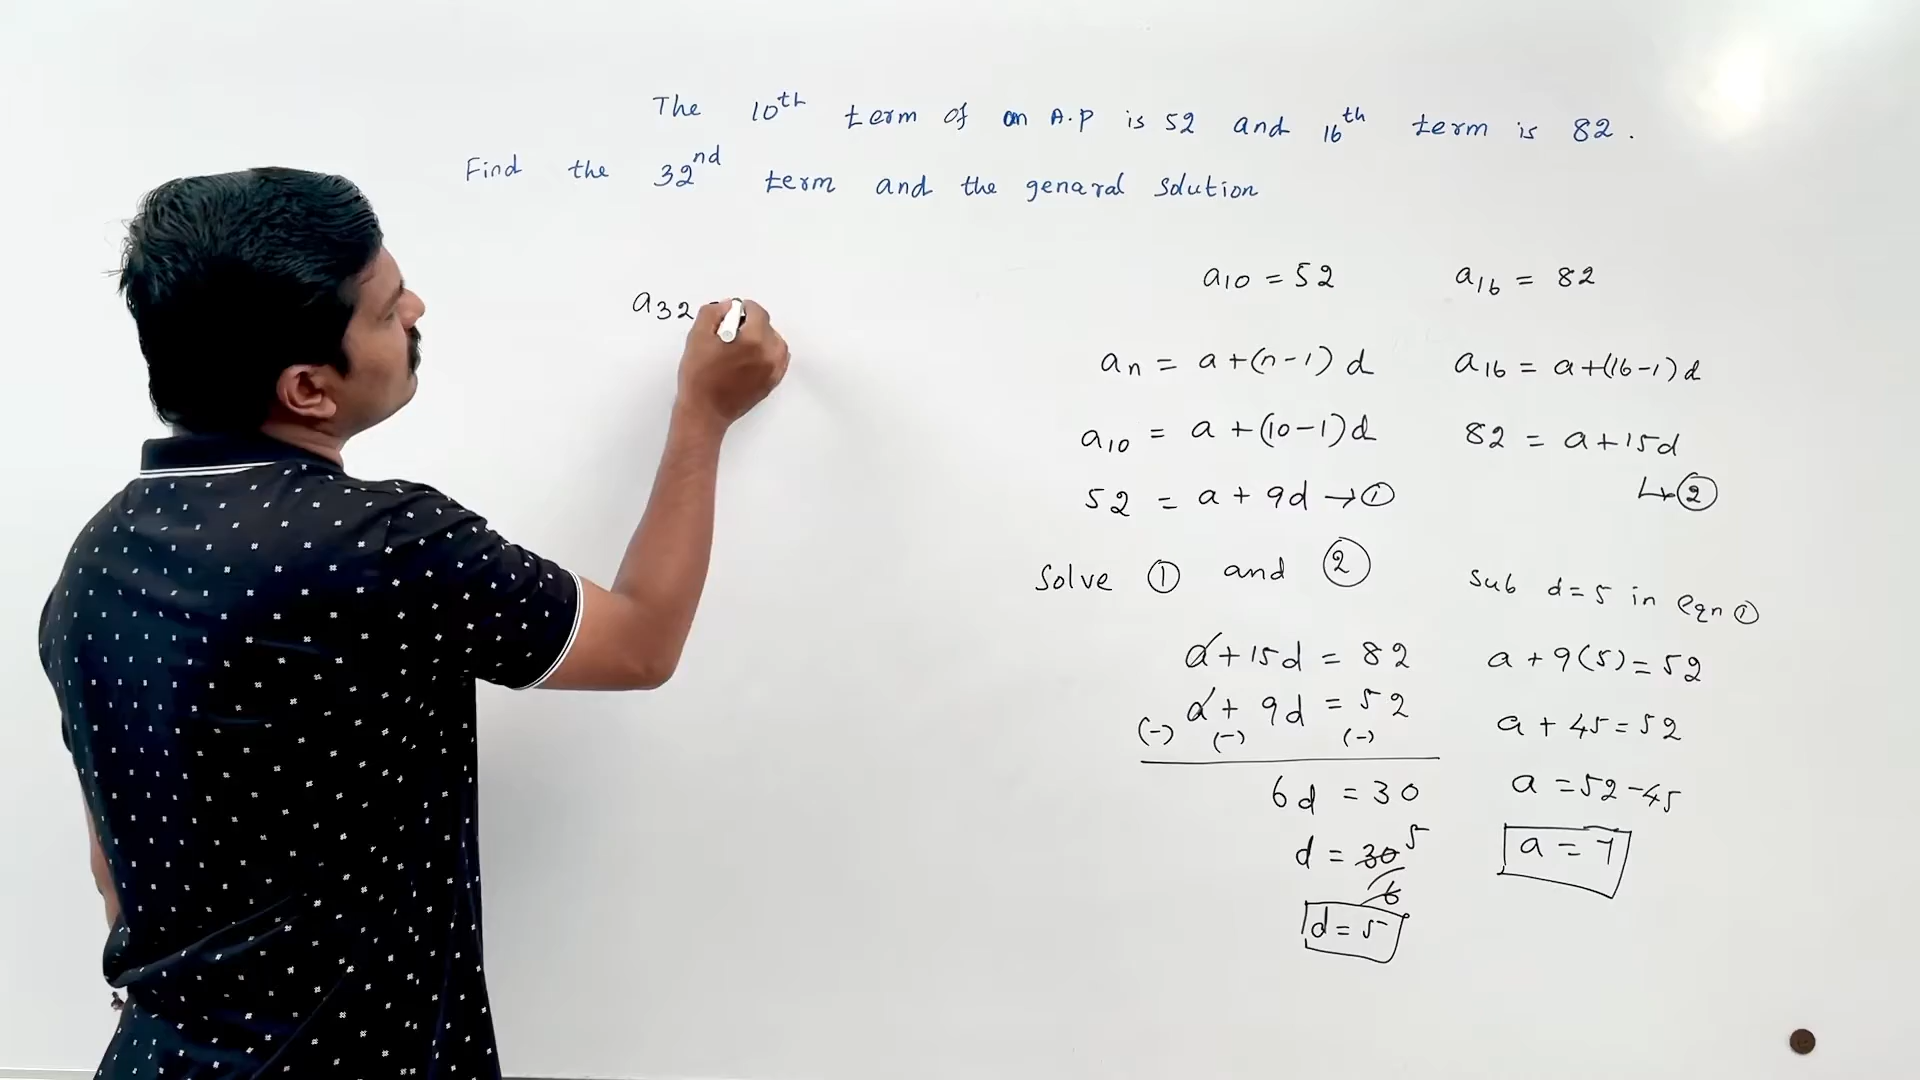 The 10th term of an A.P is 52 and 16th term is 82.
Find the 32nd term and the genaral solution
a32
a10 = 52
a16 = 82
an = a + (n-1) d
a10 = a + (10-1)d
52 = a + 9d → ①
a16 = a+(16-1)d
82 = a+15d
↳ ②
Solve ① and ②
a+15d = 82
a+ 9d = 52
(-) (-) (-)
6d = 30
d = 30/6 5
d = 5
Sub d=5 in eqn ①
a + 9(5) = 52
a + 45 = 52
a = 52-45
a = 7